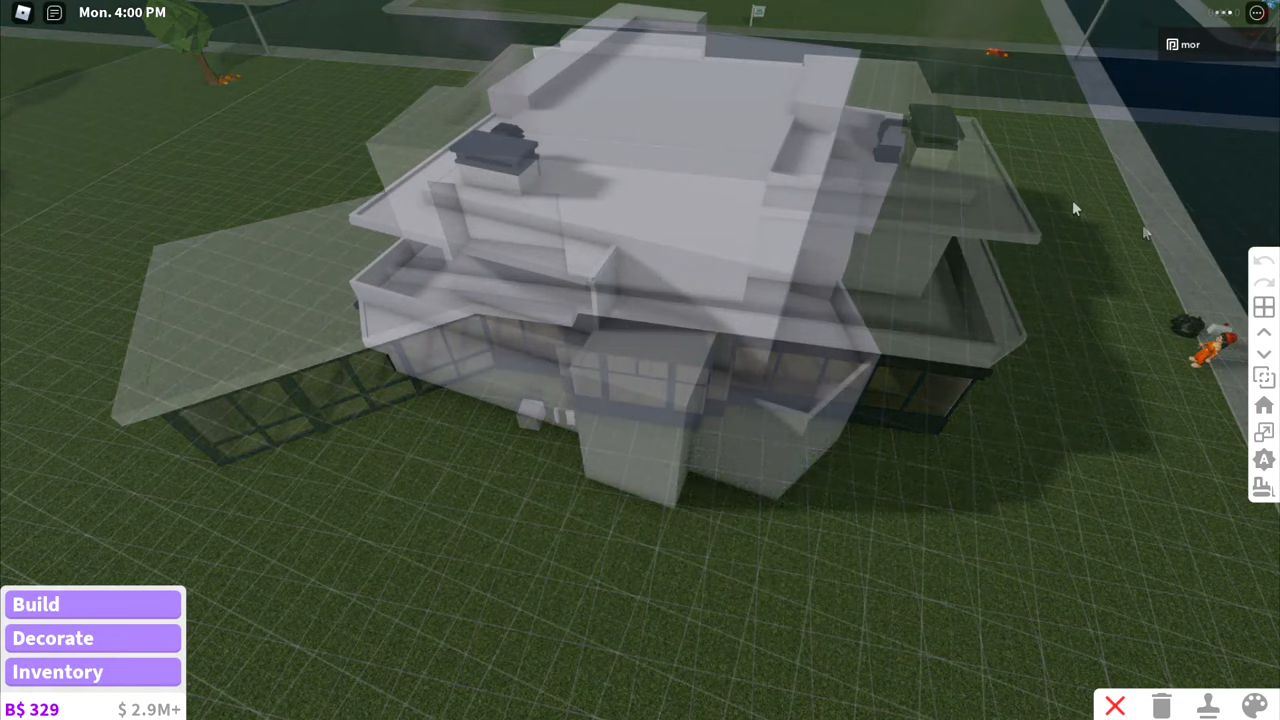 Mon. 4:00 PM
mor
A
Build
Decorate
Inventory
B$ 329
$ 2.9M+